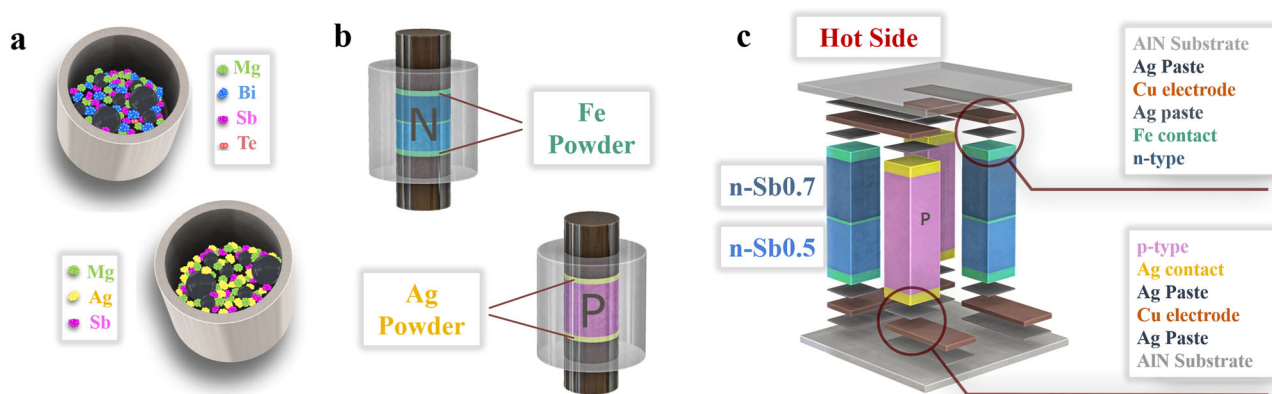 a
Mg
Bi
Sb
Te
Mg
Ag
Sb
b
N
Fe
Powder
Ag
Powder
P
c
Hot Side
n-Sb0.7
n-Sb0.5
P
AlN Substrate
Ag Paste
Cu electrode
Ag paste
Fe contact
n-type
p-type
Ag contact
Ag Paste
Cu electrode
Ag Paste
AlN Substrate